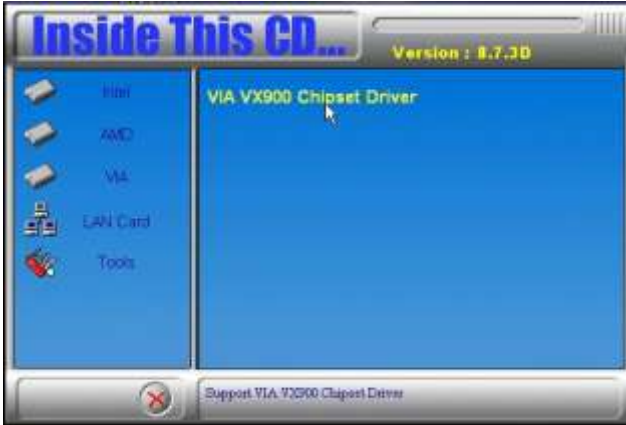 Inside This CD...
Version : 8.7.3D
Intel
AMD
VIA
LAN Card
Tools
VIA VX900 Chipset Driver
Support VIA VX900 Chipset Driver